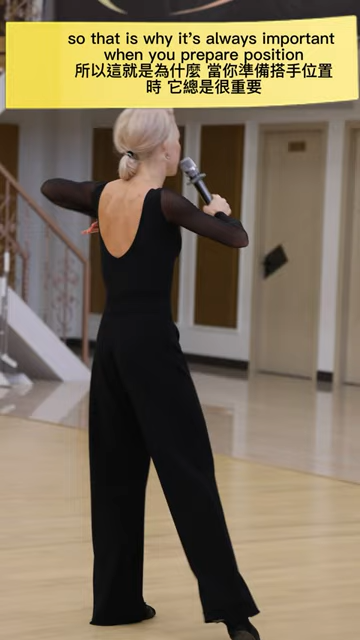 so that is why it's always important
when you prepare position
所以這就是為什麼 當你準備搭手位置
時 它總是很重要